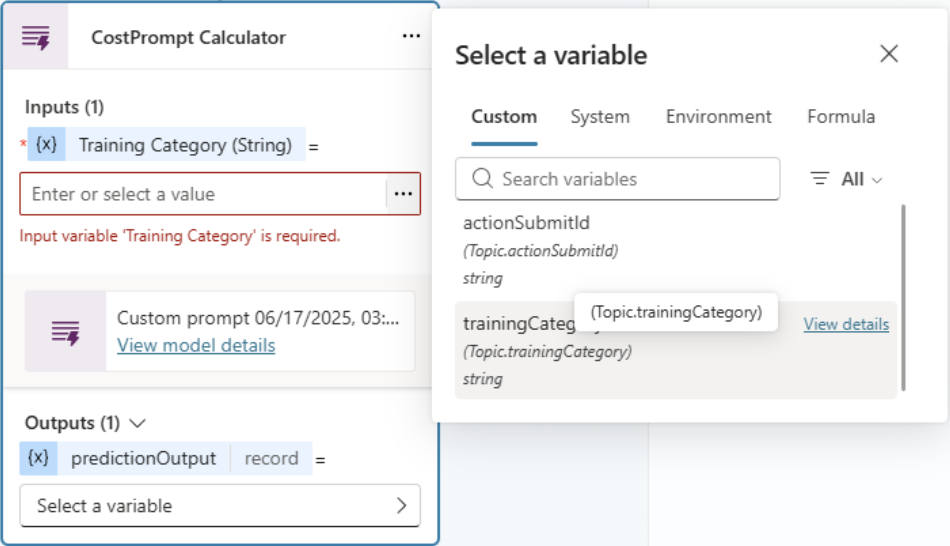 CostPrompt Calculator
...
Inputs (1)
* {x} Training Category (String) =
Enter or select a value
...
Input variable 'Training Category' is required.
Custom prompt 06/17/2025, 03:...
View model details
Outputs (1)
{x} predictionOutput record =
Select a variable
Select a variable
Custom System Environment Formula
Search variables
All
actionSubmitId
(Topic.actionSubmitId)
string
(Topic.trainingCategory)
trainingCateg
View details
(Topic.trainingCategory)
string